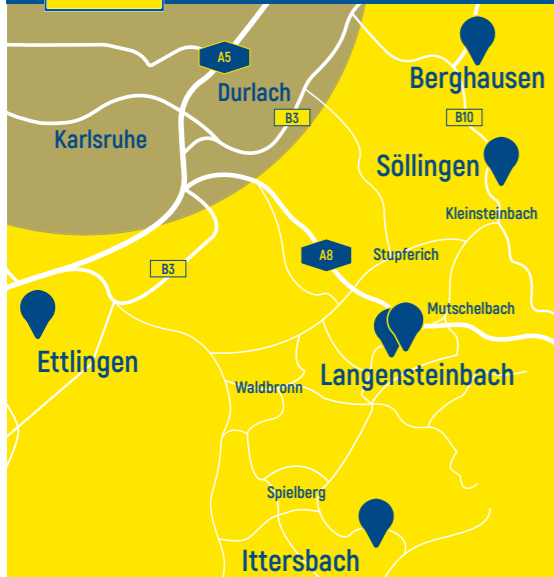 A5
Berghausen
Durlach
B3
B10
Karlsruhe
Söllingen
Kleinsteinbach
A8
Stupferich
B3
Mutschelbach
Ettlingen
Langensteinbach
Waldbronn
Spielberg
Ittersbach